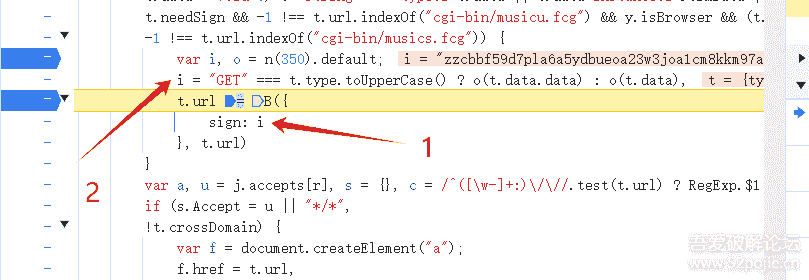 t.needSign && -1 !== t.url.indexOf("cgi-bin/musicu.fcg") && y.isBrowser && (t.
-1 !== t.url.indexOf("cgi-bin/musics.fcg")) {
var i, o = n(350).default; i = "zzcbbf59d7pla6a5ydbueoa23w3joa1cm8kkm97a
i = "GET" === t.type.toUpperCase() ? o(t.data.data) : o(t.data), t = {ty
t.url = B({
sign: i
1
}, t.url)
2
}
var a, u = j.accepts[r], s = {}, c = /^([\w-]+:)\/\//.test(t.url) ? RegExp.$1
if (s.Accept = u || "*/*",
!t.crossDomain) {
var f = document.createElement("a");
f.href = t.url,
吾爱破解论坛
www.52pojie.cn